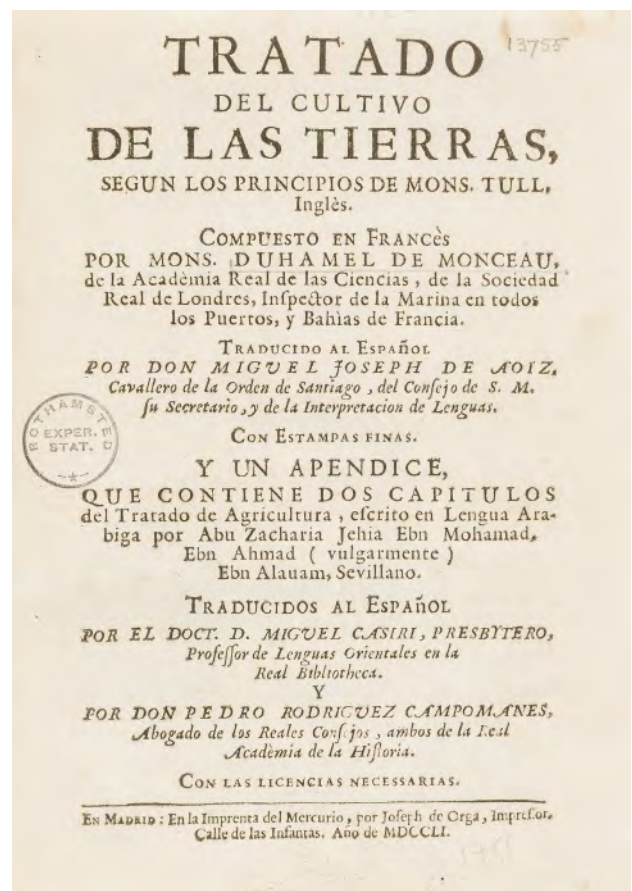 13755
TRATADO
DEL CULTIVO
DE LAS TIERRAS,
SEGUN LOS PRINCIPIOS DE MONS. TULL,
Inglès.
COMPUESTO EN FRANCès
POR MONS. DUHAMEL DE MONCEAU,
de la Acadèmia Real de las Ciencias, de la Sociedad
Real de Londres, Inſpector de la Marina en todos
los Puertos, y Bahìas de Francia.
TRADUCIDO AL ESPAñOL
POR DON MIGUEL JOSEPH DE AOIZ,
Cavallero de la Orden de Santiago, del Conſejo de S. M.
ſu Secretario, y de la Interpretacion de Lenguas.
CON ESTAMPAS FINAS.
ROTHAMSTED
EXPER.
STAT.
Y UN APENDICE,
QUE CONTIENE DOS CAPITULOS
del Tratado de Agricultura, eſcrito en Lengua Ara-
biga por Abu Zacharia Jehia Ebn Mohamad,
Ebn Ahmad ( vulgarmente )
Ebn Alauam, Sevillano.
TRADUCIDOS AL ESPAñOL
POR EL DOCT. D. MIGUEL CASIRI, PRESBYTERO,
Profeſſor de Lenguas Orientales en la
Real Bibliotheca.
Y
POR DON PEDRO RODRIGUEZ CAMPOMANES,
Abogado de los Reales Conſejos, ambos de la Real
Acadèmia de la Hiſtoria.
CON LAS LICENCIAS NECESSARIAS.
EN MADRID: En la Imprenta del Mercurio, por Joſeph de Orga, Impreſſor,
Calle de las Infantas. Año de MDCCLI.